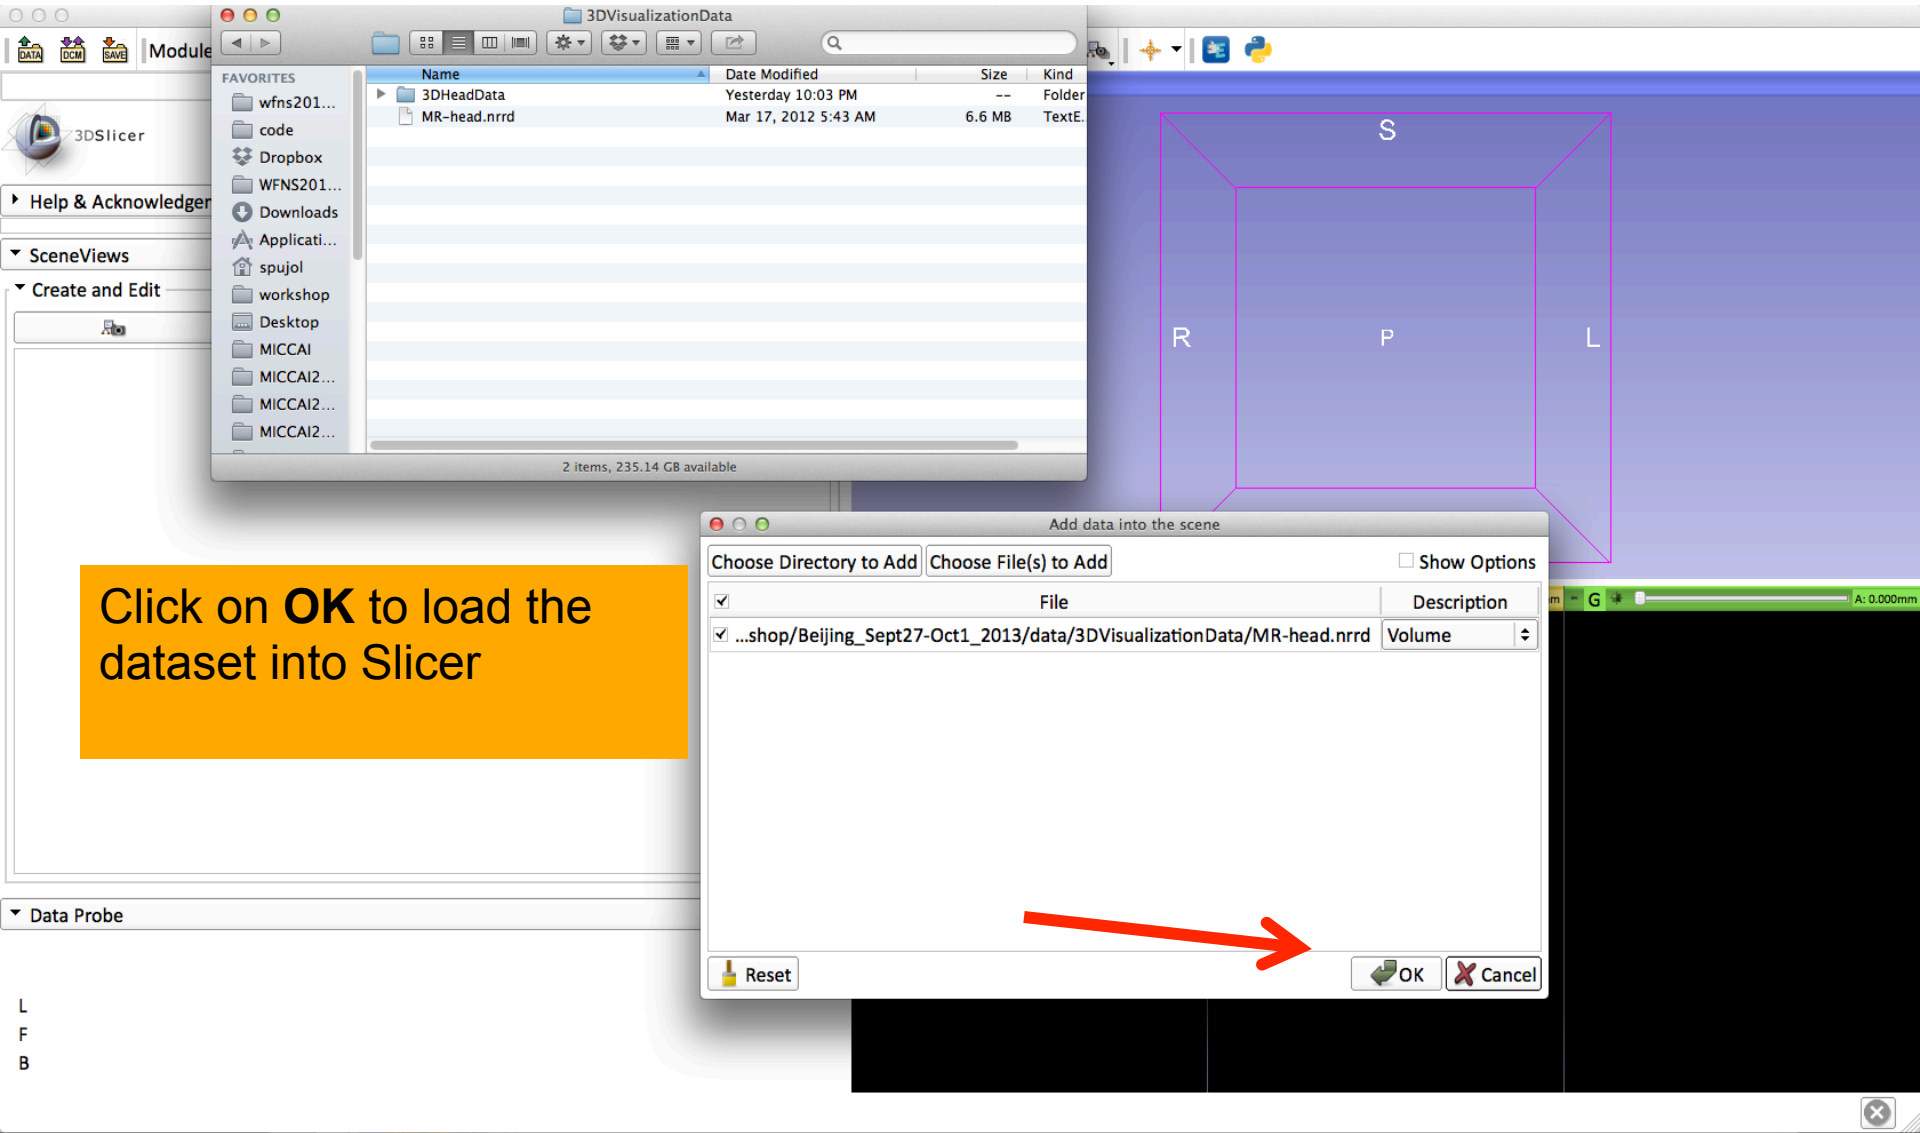 3DVisualizationData
DATA DCM SAVE Module
FAVORITES
wfns201...
code
Dropbox
WFNS201...
Downloads
Applicati...
spujol
workshop
Desktop
MICCAI
MICCAI2...
MICCAI2...
MICCAI2...
Name Date Modified Size Kind
3DHeadData Yesterday 10:03 PM -- Folder
MR-head.nrrd Mar 17, 2012 5:43 AM 6.6 MB TextE.
2 items, 235.14 GB available
3DSlicer
Help & Acknowledger
SceneViews
Create and Edit
S
R P L
Click on OK to load the
dataset into Slicer
Add data into the scene
Choose Directory to Add Choose File(s) to Add Show Options
File Description
...shop/Beijing_Sept27-Oct1_2013/data/3DVisualizationData/MR-head.nrrd Volume
Reset OK Cancel
G A: 0.000mm
Data Probe
L
F
B